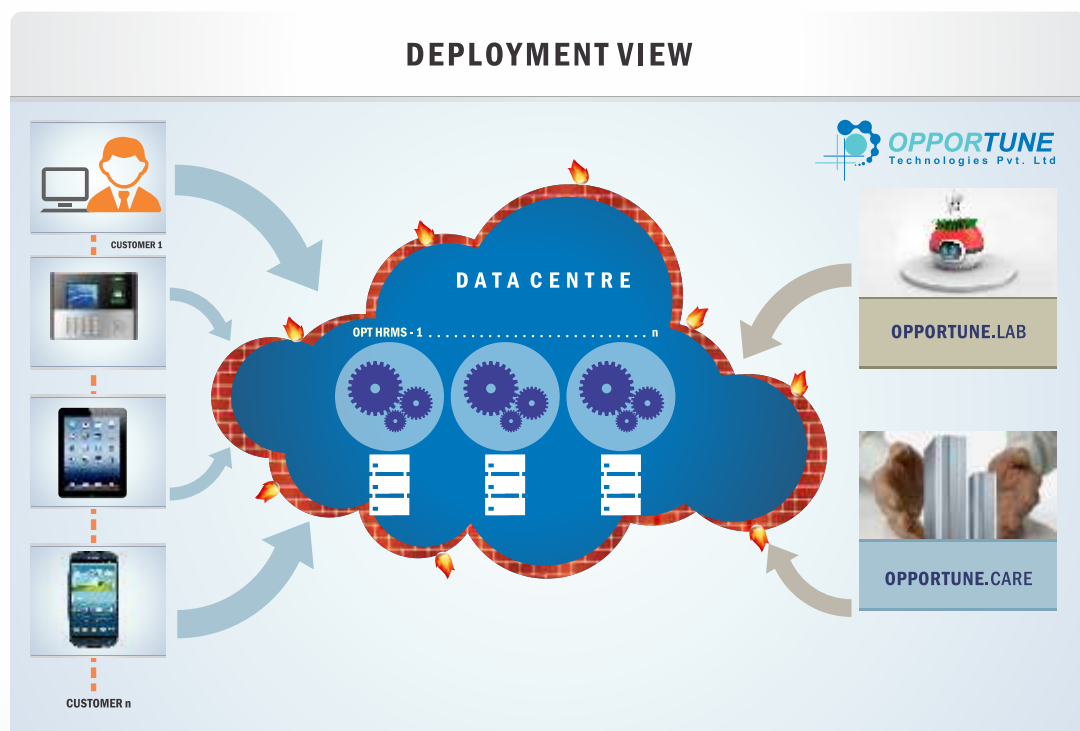 DEPLOYMENT VIEW
OPPORTUNE
Technologies Pvt. Ltd
CUSTOMER 1
DATA CENTRE
OPT HRMS - 1 . . . . . . . . . . . . . . . . . . . . . . . . . . n
OPPORTUNE.LAB
OPPORTUNE.CARE
CUSTOMER n